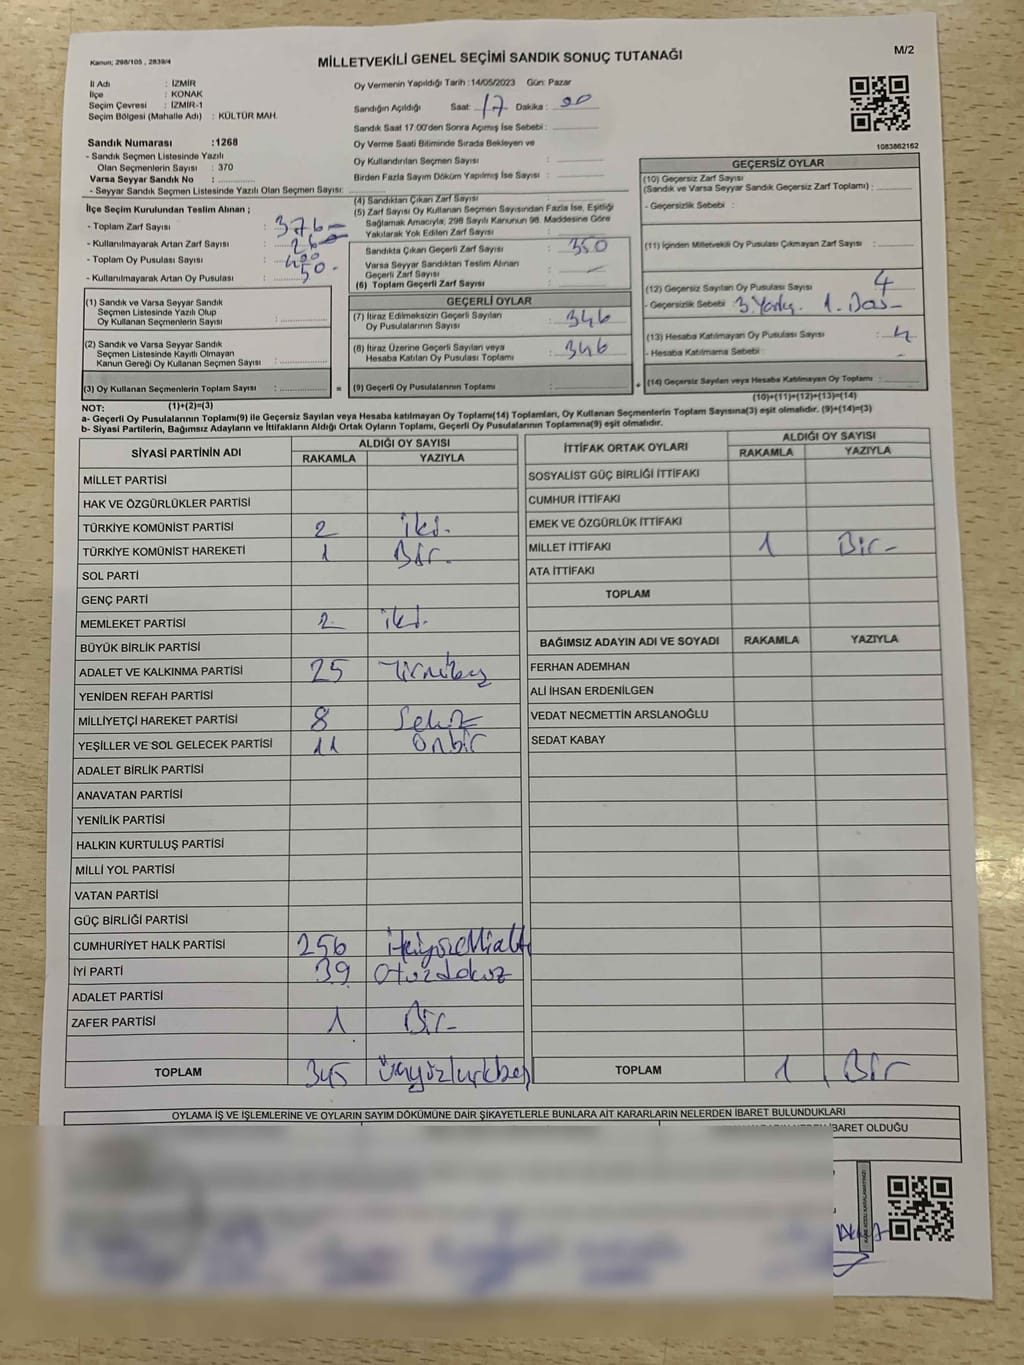 Kanun; 298/105 , 2839/4
MİLLETVEKİLİ GENEL SEÇİMİ SANDIK SONUÇ TUTANAĞI
M/2
İl Adı : İZMİR
İlçe : KONAK
Seçim Çevresi : İZMİR-1
Seçim Bölgesi (Mahalle Adı) : KÜLTÜR MAH.
Sandık Numarası :1268
- Sandık Seçmen Listesinde Yazılı
Olan Seçmenlerin Sayısı : 370
Varsa Seyyar Sandık No :
- Seyyar Sandık Seçmen Listesinde Yazılı Olan Seçmen Sayısı:
Oy Vermenin Yapıldığı Tarih :14/05/2023 Gün: Pazar
Sandığın Açıldığı Saat: 17 Dakika : 00
Sandık Saat 17:00'den Sonra Açımış İse Sebebi :
Oy Verme Saati Bitiminde Sırada Bekleyen ve
Oy Kullandırılan Seçmen Sayısı :
Birden Fazla Sayım Döküm Yapılmış İse Sayısı :
1083862162
İlçe Seçim Kurulundan Teslim Alınan ;
- Toplam Zarf Sayısı : 376
- Kullanılmayarak Artan Zarf Sayısı : 26
- Toplam Oy Pusulası Sayısı : 400
- Kullanılmayarak Artan Oy Pusulası : 50-
(1) Sandık ve Varsa Seyyar Sandık
Seçmen Listesinde Yazılı Olup
Oy Kullanan Seçmenlerin Sayısı :
(2) Sandık ve Varsa Seyyar Sandık
Seçmen Listesinde Kayıtlı Olmayan
Kanun Gereği Oy Kullanan Seçmen Sayısı :
(3) Oy Kullanan Seçmenlerin Toplam Sayısı :
(1)+(2)=(3)
(4) Sandıktan Çıkan Zarf Sayısı :
(5) Zarf Sayısı Oy Kullanan Seçmen Sayısından Fazla İse, Eşitliği
Sağlamak Amacıyla; 298 Sayılı Kanunun 98. Maddesine Göre
Yakılarak Yok Edilen Zarf Sayısı :
Sandıkta Çıkan Geçerli Zarf Sayısı : 350
Varsa Seyyar Sandıktan Teslim Alınan
Geçerli Zarf Sayısı : -
(6) Toplam Geçerli Zarf Sayısı :
GEÇERLİ OYLAR
(7) İtiraz Edilmeksizin Geçerli Sayılan
Oy Pusulalarının Sayısı : 346
(8) İtiraz Üzerine Geçerli Sayılan veya
Hesaba Katılan Oy Pusulası Toplamı : 346
= (9) Geçerli Oy Pusulalarının Toplamı :
GEÇERSİZ OYLAR
(10) Geçersiz Zarf Sayısı
(Sandık ve Varsa Seyyar Sandık Geçersiz Zarf Toplamı) :
- Geçersizlik Sebebi :
(11) İçinden Milletvekili Oy Pusulası Çıkmayan Zarf Sayısı :
(12) Geçersiz Sayılan Oy Pusulası Sayısı : 4
- Geçersizlik Sebebi :
(13) Hesaba Katılmayan Oy Pusulası Sayısı :
- Hesaba Katılmama Sebebi : -
+ (14) Geçersiz Sayılan veya Hesaba Katılmayan Oy Toplamı :
(10)+(11)+(12)+(13)=(14)
NOT:
a- Geçerli Oy Pusulalarının Toplamı(9) ile Geçersiz Sayılan veya Hesaba katılmayan Oy Toplamı(14) Toplamları, Oy Kullanan Seçmenlerin Toplam Sayısına(3) eşit olmalıdır. (9)+(14)=(3)
b- Siyasi Partilerin, Bağımsız Adayların ve İttifakların Aldığı Ortak Oyların Toplamı, Geçerli Oy Pusulalarının Toplamına(9) eşit olmalıdır.
SİYASİ PARTİNİN ADI ALDIĞI OY SAYISI
RAKAMLA YAZIYLA
MİLLET PARTİSİ
HAK VE ÖZGÜRLÜKLER PARTİSİ
TÜRKİYE KOMÜNİST PARTİSİ 2 iki-
TÜRKİYE KOMÜNİST HAREKETİ 1 Bir-
SOL PARTİ
GENÇ PARTİ
MEMLEKET PARTİSİ 2 iki-
BÜYÜK BİRLİK PARTİSİ
ADALET VE KALKINMA PARTİSİ 25 Yirmibeş
YENİDEN REFAH PARTİSİ
MİLLİYETÇİ HAREKET PARTİSİ 8 Sekiz
YEŞİLLER VE SOL GELECEK PARTİSİ 11 Onbir
ADALET BİRLİK PARTİSİ
ANAVATAN PARTİSİ
YENİLİK PARTİSİ
HALKIN KURTULUŞ PARTİSİ
MİLLİ YOL PARTİSİ
VATAN PARTİSİ
GÜÇ BİRLİĞİ PARTİSİ
CUMHURİYET HALK PARTİSİ 256 ikiyüzellialtı
İYİ PARTİ 39 Otuzdokuz
ADALET PARTİSİ
ZAFER PARTİSİ 1 Bir-
TOPLAM 345 Üçyüzkırkbeş
İTTİFAK ORTAK OYLARI ALDIĞI OY SAYISI
RAKAMLA YAZIYLA
SOSYALİST GÜÇ BİRLİĞİ İTTİFAKI
CUMHUR İTTİFAKI
EMEK VE ÖZGÜRLÜK İTTİFAKI
MİLLET İTTİFAKI 1 Bir-
ATA İTTİFAKI
TOPLAM
BAĞIMSIZ ADAYIN ADI VE SOYADI RAKAMLA YAZIYLA
FERHAN ADEMHAN
ALİ İHSAN ERDENİLGEN
VEDAT NECMETTİN ARSLANOĞLU
SEDAT KABAY
TOPLAM 1 Bir
OYLAMA İŞ VE İŞLEMLERİNE VE OYLARIN SAYIM DÖKÜMÜNE DAİR ŞİKAYETLERLE BUNLARA AİT KARARLARIN NELERDEN İBARET BULUNDUKLARI
İBARET OLDUĞU